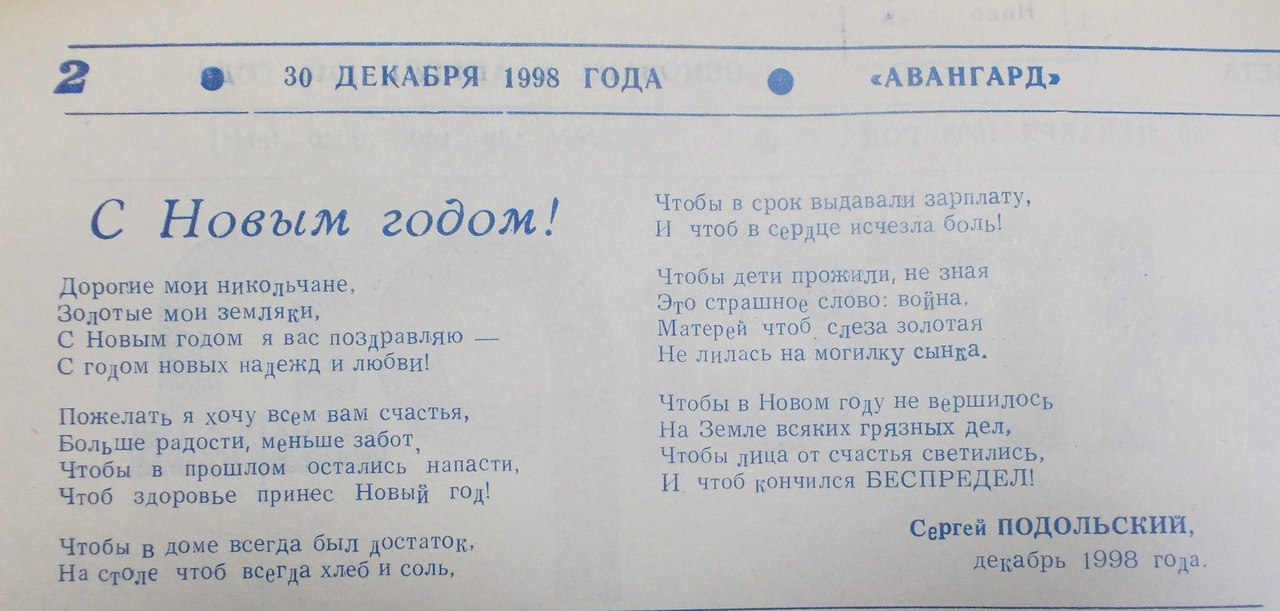 2 ● 30 ДЕКАБРЯ 1998 ГОДА ● «АВАНГАРД»
С Новым годом!
Дорогие мои никольчане,
Золотые мои земляки,
С Новым годом я вас поздравляю —
С годом новых надежд и любви!
Пожелать я хочу всем вам счастья,
Больше радости, меньше забот,
Чтобы в прошлом остались напасти,
Чтоб здоровье принес Новый год!
Чтобы в доме всегда был достаток,
На столе чтоб всегда хлеб и соль,
Чтобы в срок выдавали зарплату,
И чтоб в сердце исчезла боль!
Чтобы дети прожили, не зная
Это страшное слово: война,
Матерей чтоб слеза золотая
Не лилась на могилку сынка.
Чтобы в Новом году не вершилось
На Земле всяких грязных дел,
Чтобы лица от счастья светились,
И чтоб кончился БЕСПРЕДЕЛ!
Сергей ПОДОЛЬСКИЙ,
декабрь 1998 года.